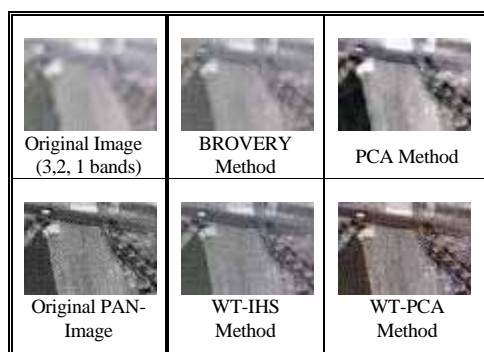 Original Image
(3,2, 1 bands)
BROVERY
Method
PCA Method
Original PAN-
Image
WT-IHS
Method
WT-PCA
Method